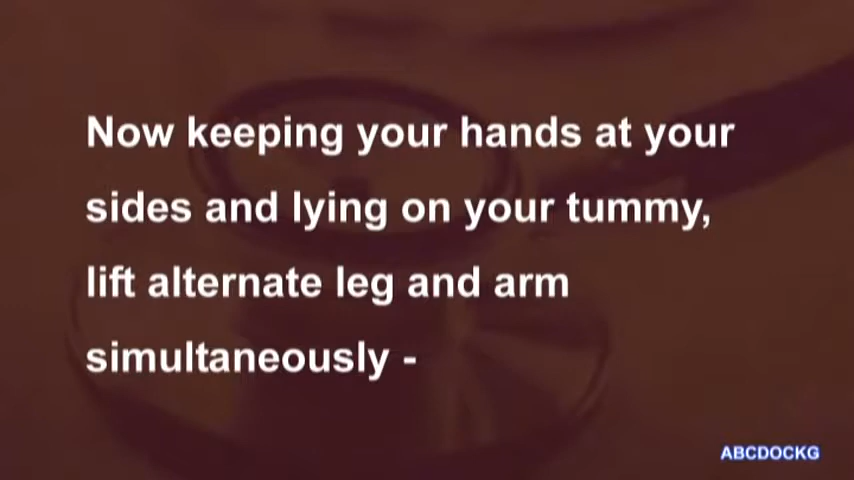 Now keeping your hands at your
sides and lying on your tummy,
lift alternate leg and arm
simultaneously -
ABCDOCKG